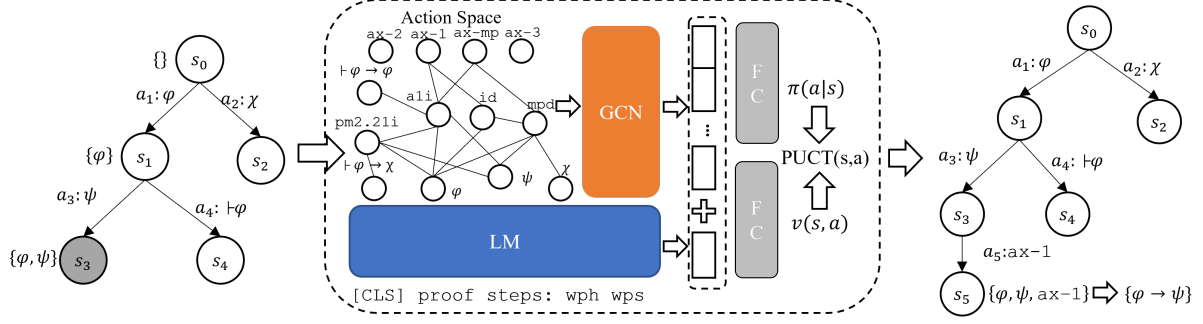 {}
s₀
a₁: φ
a₂: χ
{φ}
s₁
s₂
a₃: ψ
a₄: ⊢φ
{φ, ψ}
s₃
s₄
Action Space
ax-2
ax-1
ax-mp
ax-3
⊢φ → φ
a1i
id
mpd
pm2.21i
⊢φ → χ
φ
ψ
χ
GCN
LM
[CLS] proof steps: wph wps
...
F
C
F
C
π(a|s)
PUCT(s,a)
v(s, a)
s₀
a₁: φ
a₂: χ
s₁
s₂
a₃: ψ
a₄: ⊢φ
s₃
s₄
a₅:ax-1
s₅
{φ, ψ, ax-1}
{φ → ψ}